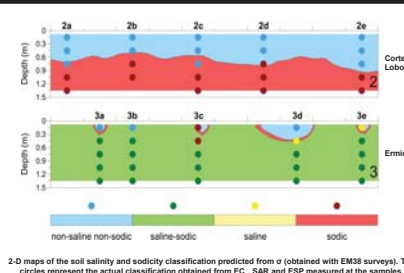 2a 2b 2c 2d 2e
0
0.3
0.6
0.9
1.2
1.5
Depth (m)
2
Corte
Lobo
3a 3b 3c 3d 3e
0
0.3
0.6
0.9
1.2
1.5
Depth (m)
3
Ermid
non-saline non-sodic saline-sodic saline sodic
2-D maps of the soil salinity and sodicity classification predicted from σ (obtained with EM38 surveys). T
circles represent the actual classification obtained from EC , SAR and ESP measured at the samples